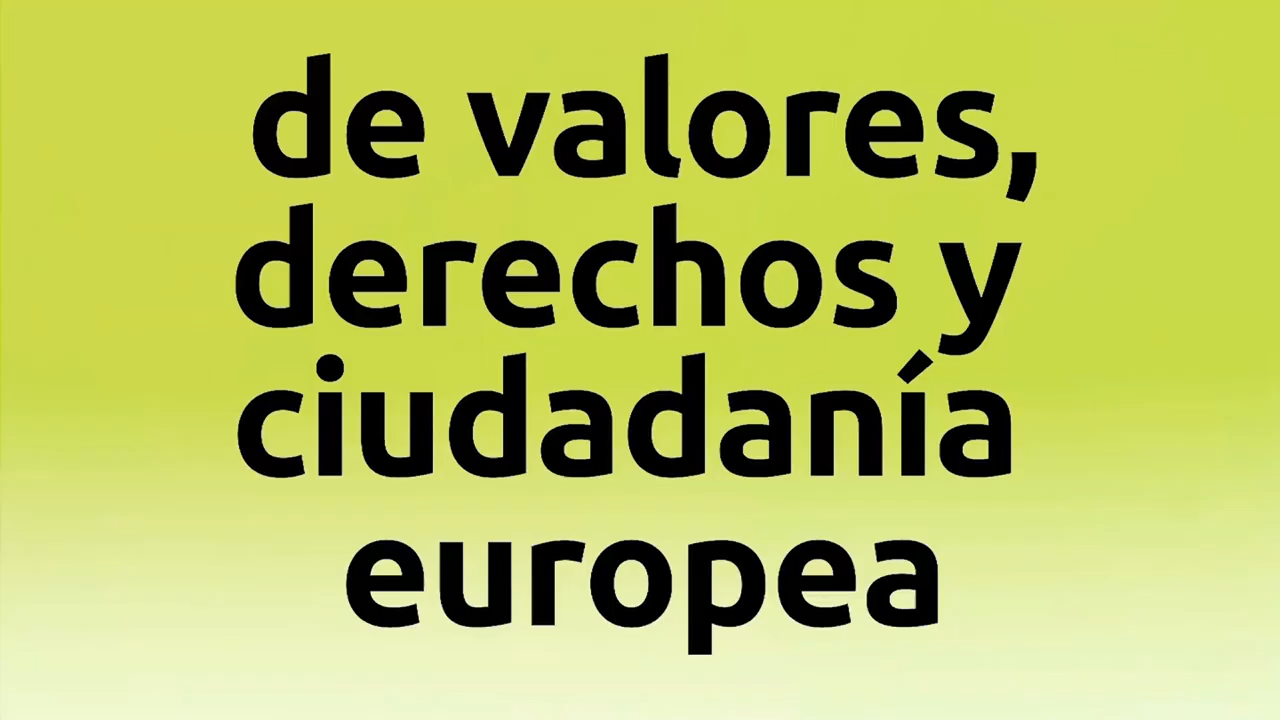 de valores,
derechos y
ciudadanía
europea